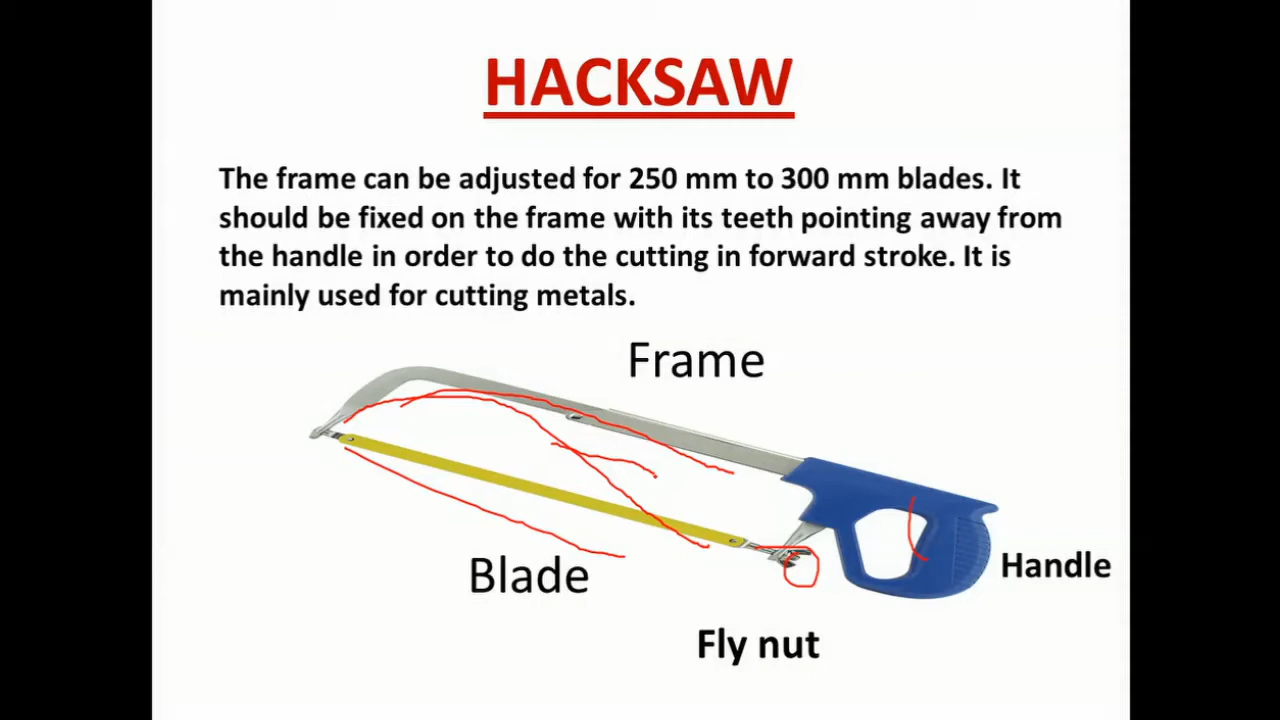 HACKSAW
The frame can be adjusted for 250 mm to 300 mm blades. It
should be fixed on the frame with its teeth pointing away from
the handle in order to do the cutting in forward stroke. It is
mainly used for cutting metals.
Frame
Blade
Handle
Fly nut